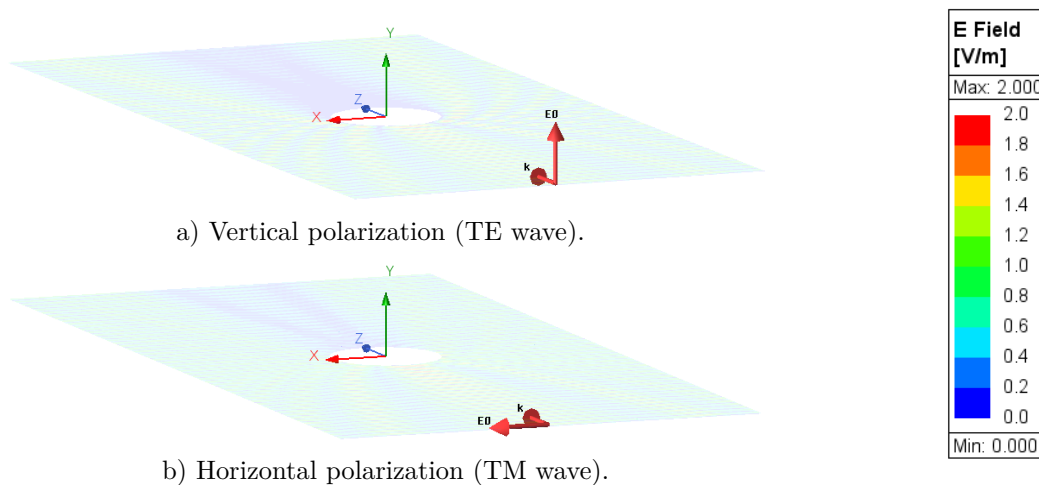 Y
Z
X
E0
k
a) Vertical polarization (TE wave).
Y
Z
X
k
E0
b) Horizontal polarization (TM wave).
E Field
[V/m]
Max: 2.000
2.0
1.8
1.6
1.4
1.2
1.0
0.8
0.6
0.4
0.2
0.0
Min: 0.000